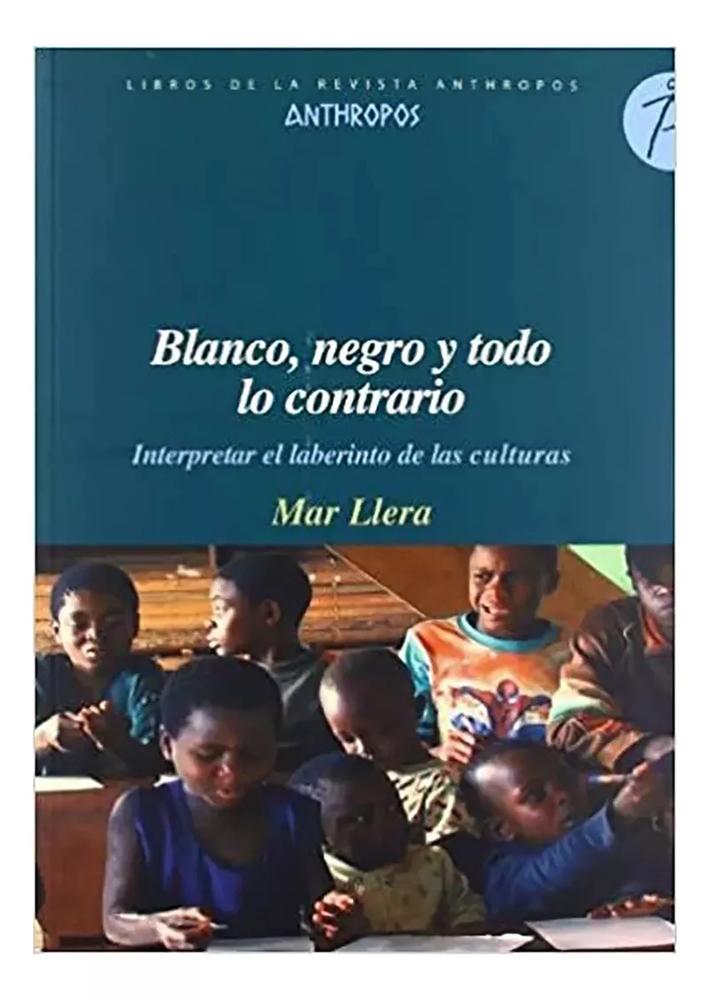 LIBROS DE LA REVISTA ANTHROPOS
ANTHROPOS
Blanco, negro y todo
lo contrario
Interpretar el laberinto de las culturas
Mar Llera